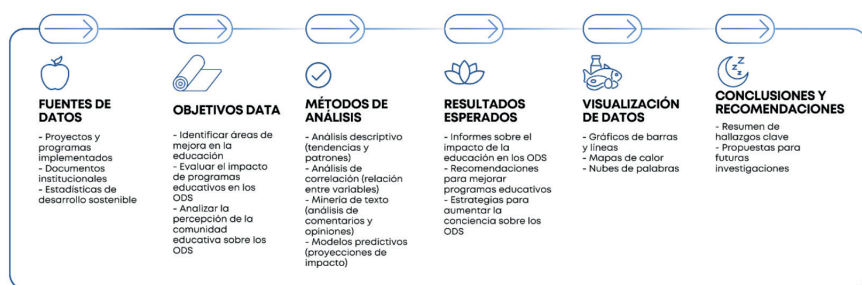 FUENTES DE
DATOS
- Proyectos y
programas
implementados
- Documentos
institucionales
- Estadísticas de
desarrollo sostenible
OBJETIVOS DATA
- Identificar áreas de
mejora en la
educación
- Evaluar el impacto
de programas
educativos en los
ODS
- Analizar la
percepción de la
comunidad
educativa sobre los
ODS
MÉTODOS DE
ANÁLISIS
- Análisis descriptivo
(tendencias y
patrones)
- Análisis de
correlación (relación
entre variables)
- Minería de texto
(análisis de
comentarios y
opiniones)
- Modelos predictivos
(proyecciones de
impacto)
RESULTADOS
ESPERADOS
- Informes sobre el
impacto de la
educación en los ODS
- Recomendaciones
para mejorar
programas educativos
- Estrategias para
aumentar la
conciencia sobre los
ODS
VISUALIZACIÓN
DE DATOS
- Gráficos de barras
y líneas
- Mapas de calor
- Nubes de palabras
CONCLUSIONES Y
RECOMENDACIONES
- Resumen de
hallazgos clave
- Propuestas para
futuras
investigaciones